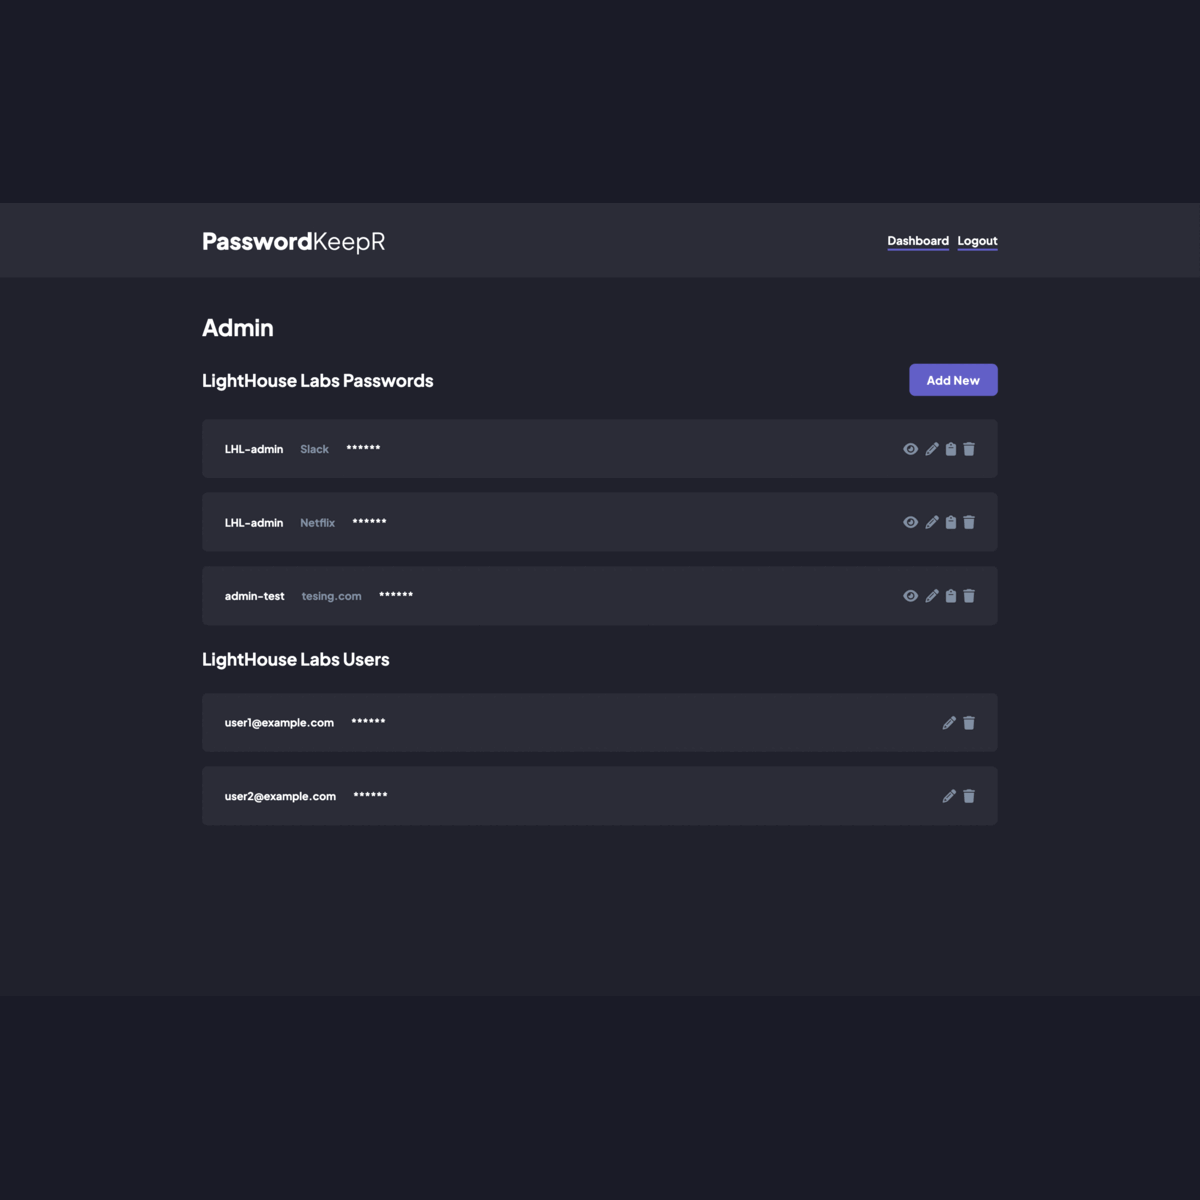 PasswordKeepR
Dashboard Logout
Admin
LightHouse Labs Passwords
Add New
LHL-admin Slack ******
LHL-admin Netflix ******
admin-test tesing.com ******
LightHouse Labs Users
user1@example.com ******
user2@example.com ******